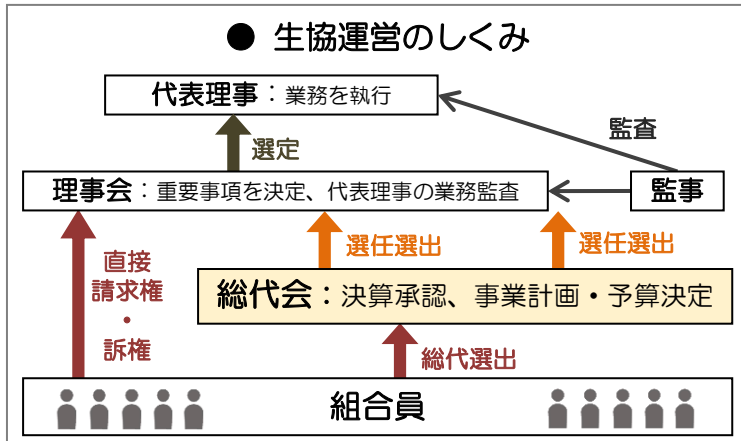 ● 生協運営のしくみ
代表理事：業務を執行
監査
選定
理事会：重要事項を決定、代表理事の業務監査
監事
選任選出
選任選出
直接
請求権
・
訴権
総代会：決算承認、事業計画・予算決定
総代選出
組合員